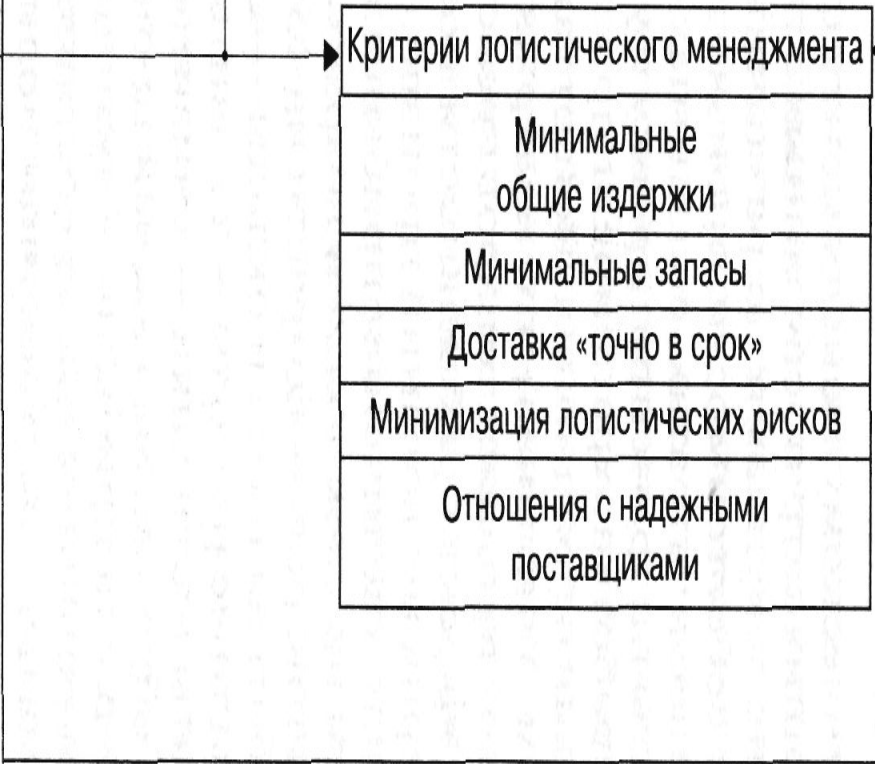 Критерии логистического менеджмента
Минимальные
общие издержки
Минимальные запасы
Доставка «точно в срок»
Минимизация логистических рисков
Отношения с надежными
поставщиками